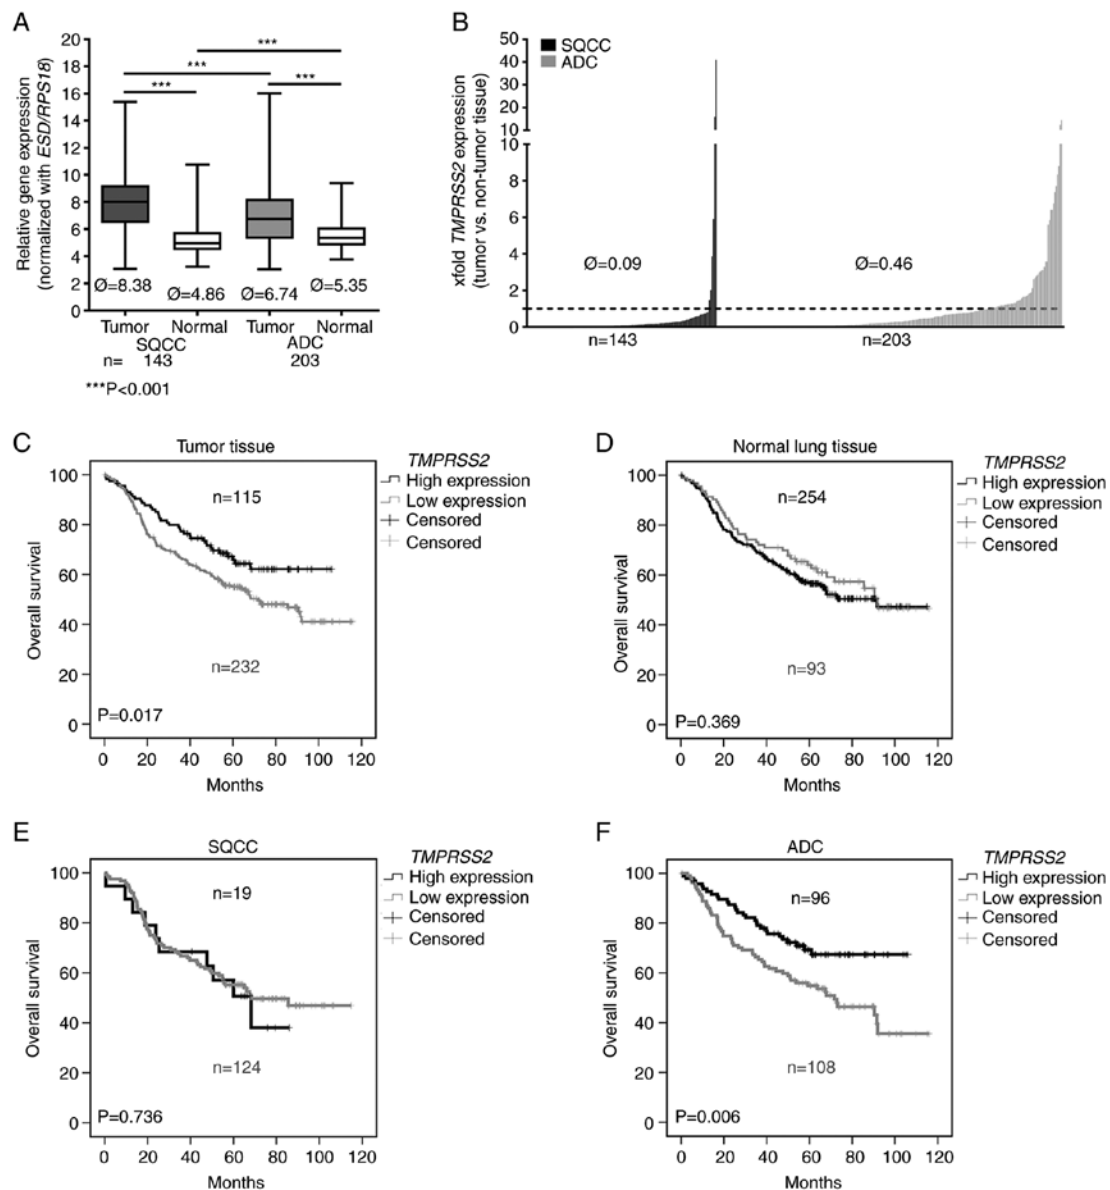 A
Relative gene expression
(normalized with ESD/RPS18)
20
18
16
14
12
10
8
6
4
2
0
***
***
***
***
Ø=8.38
Ø=4.86
Ø=6.74
Ø=5.35
Tumor Normal Tumor Normal
SQCC ADC
n= 143 203
***P<0.001
B
SQCC
ADC
xfold TMPRSS2 expression
(tumor vs. non-tumor tissue)
50
40
30
20
10
10
8
6
4
2
0
Ø=0.09
Ø=0.46
n=143
n=203
C
Tumor tissue
TMPRSS2
High expression
Low expression
Censored
Censored
Overall survival
100
80
60
40
20
0
n=115
n=232
P=0.017
0 20 40 60 80 100 120
Months
D
Normal lung tissue
TMPRSS2
High expression
Low expression
Censored
Censored
Overall survival
100
80
60
40
20
0
n=254
n=93
P=0.369
0 20 40 60 80 100 120
Months
E
SQCC
TMPRSS2
High expression
Low expression
Censored
Censored
Overall survival
100
80
60
40
20
0
n=19
n=124
P=0.736
0 20 40 60 80 100 120
Months
F
ADC
TMPRSS2
High expression
Low expression
Censored
Censored
Overall survival
100
80
60
40
20
0
n=96
n=108
P=0.006
0 20 40 60 80 100 120
Months